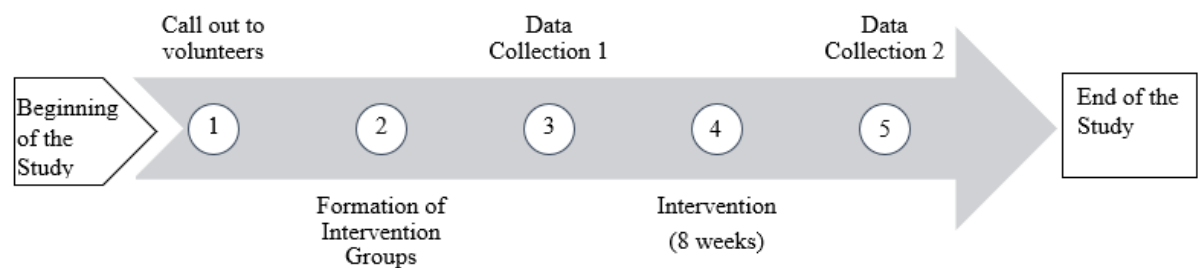 Call out to
volunteers
Data
Collection 1
Data
Collection 2
Beginning
of the
Study
1
2
3
4
5
End of the
Study
Formation of
Intervention
Groups
Intervention
(8 weeks)